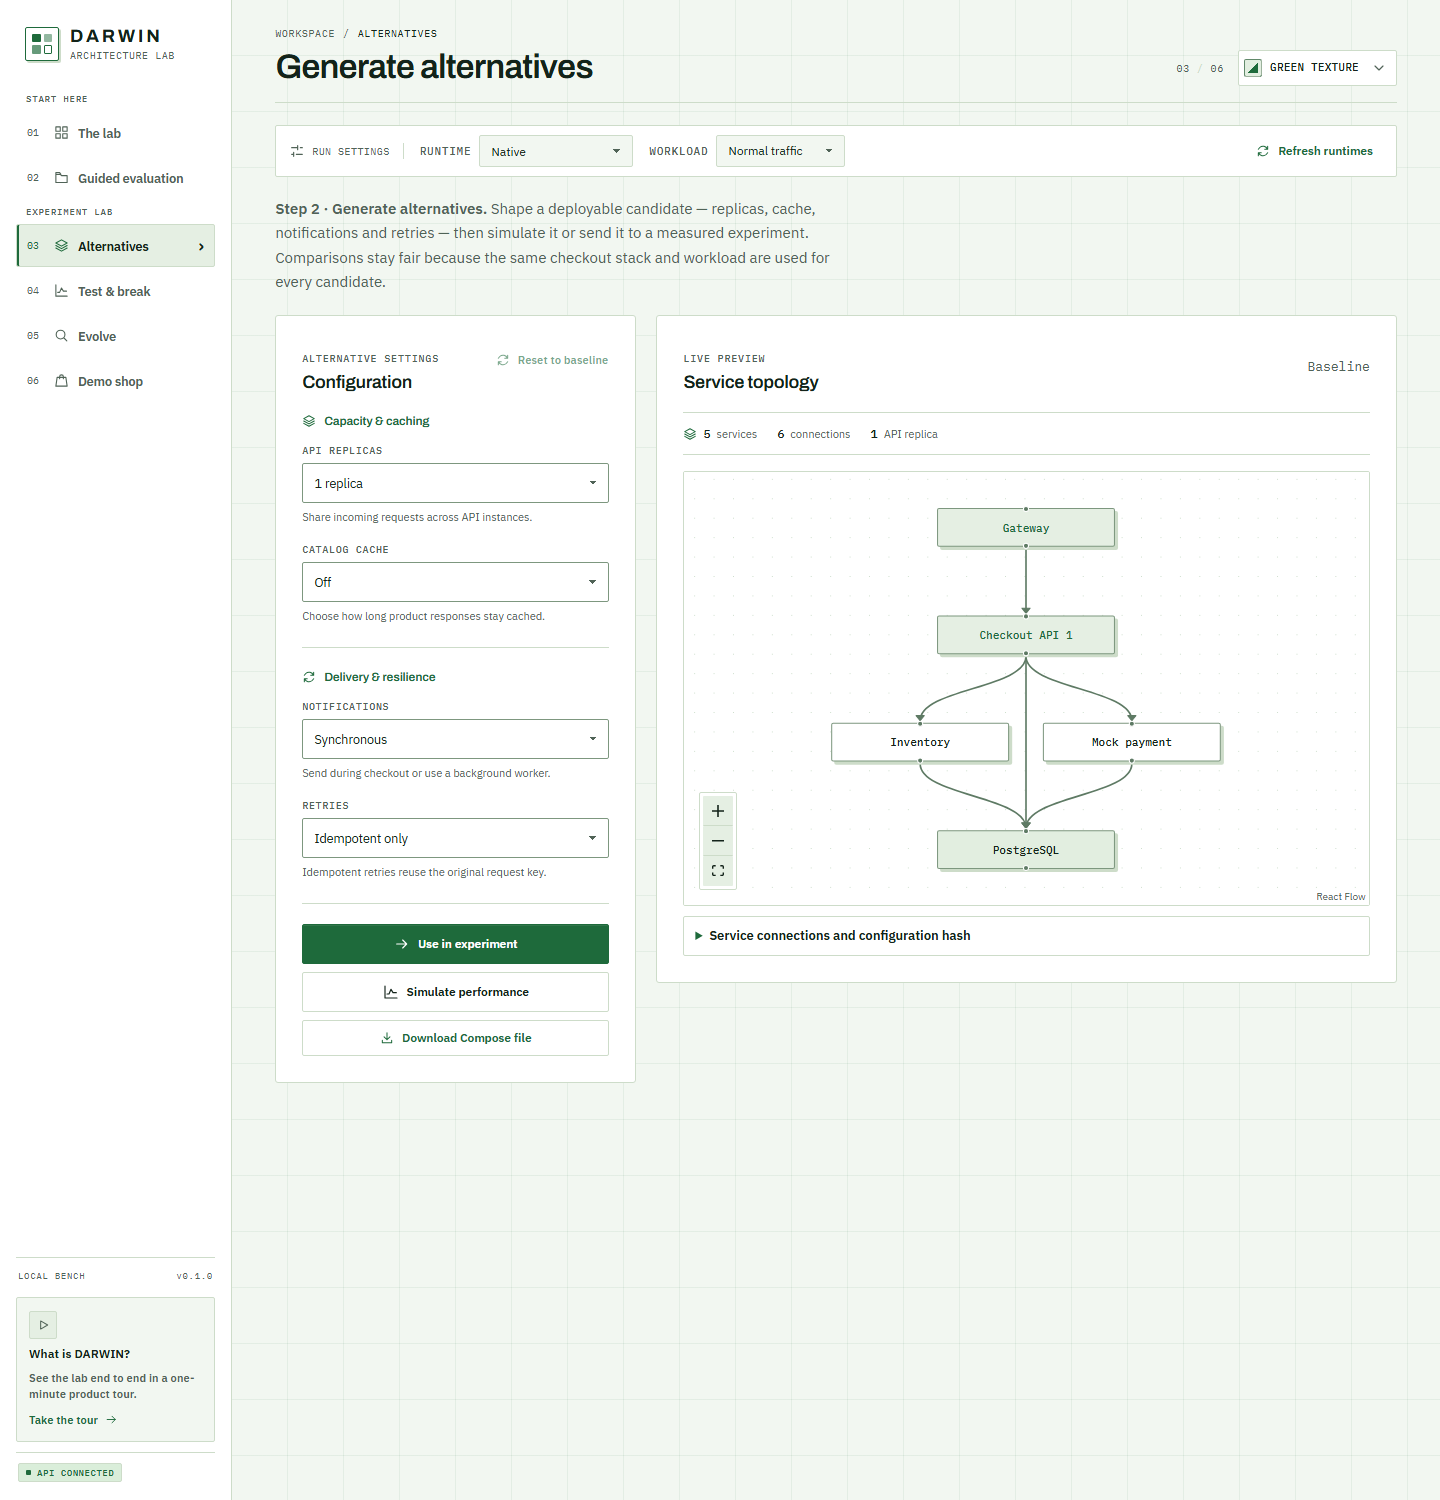 DARWIN
ARCHITECTURE LAB
START HERE
01 The lab
02 Guided evaluation
EXPERIMENT LAB
03 Alternatives
04 Test & break
05 Evolve
06 Demo shop
LOCAL BENCH v0.1.0
What is DARWIN?
See the lab end to end in a one-
minute product tour.
Take the tour
API CONNECTED
WORKSPACE / ALTERNATIVES
Generate alternatives
03 / 06 GREEN TEXTURE
RUN SETTINGS RUNTIME Native WORKLOAD Normal traffic Refresh runtimes
Step 2 · Generate alternatives. Shape a deployable candidate — replicas, cache,
notifications and retries — then simulate it or send it to a measured experiment.
Comparisons stay fair because the same checkout stack and workload are used for
every candidate.
ALTERNATIVE SETTINGS Reset to baseline
Configuration
Capacity & caching
API REPLICAS
1 replica
Share incoming requests across API instances.
CATALOG CACHE
Off
Choose how long product responses stay cached.
Delivery & resilience
NOTIFICATIONS
Synchronous
Send during checkout or use a background worker.
RETRIES
Idempotent only
Idempotent retries reuse the original request key.
Use in experiment
Simulate performance
Download Compose file
LIVE PREVIEW
Service topology
Baseline
5 services 6 connections 1 API replica
Gateway
Checkout API 1
Inventory Mock payment
PostgreSQL
React Flow
Service connections and configuration hash